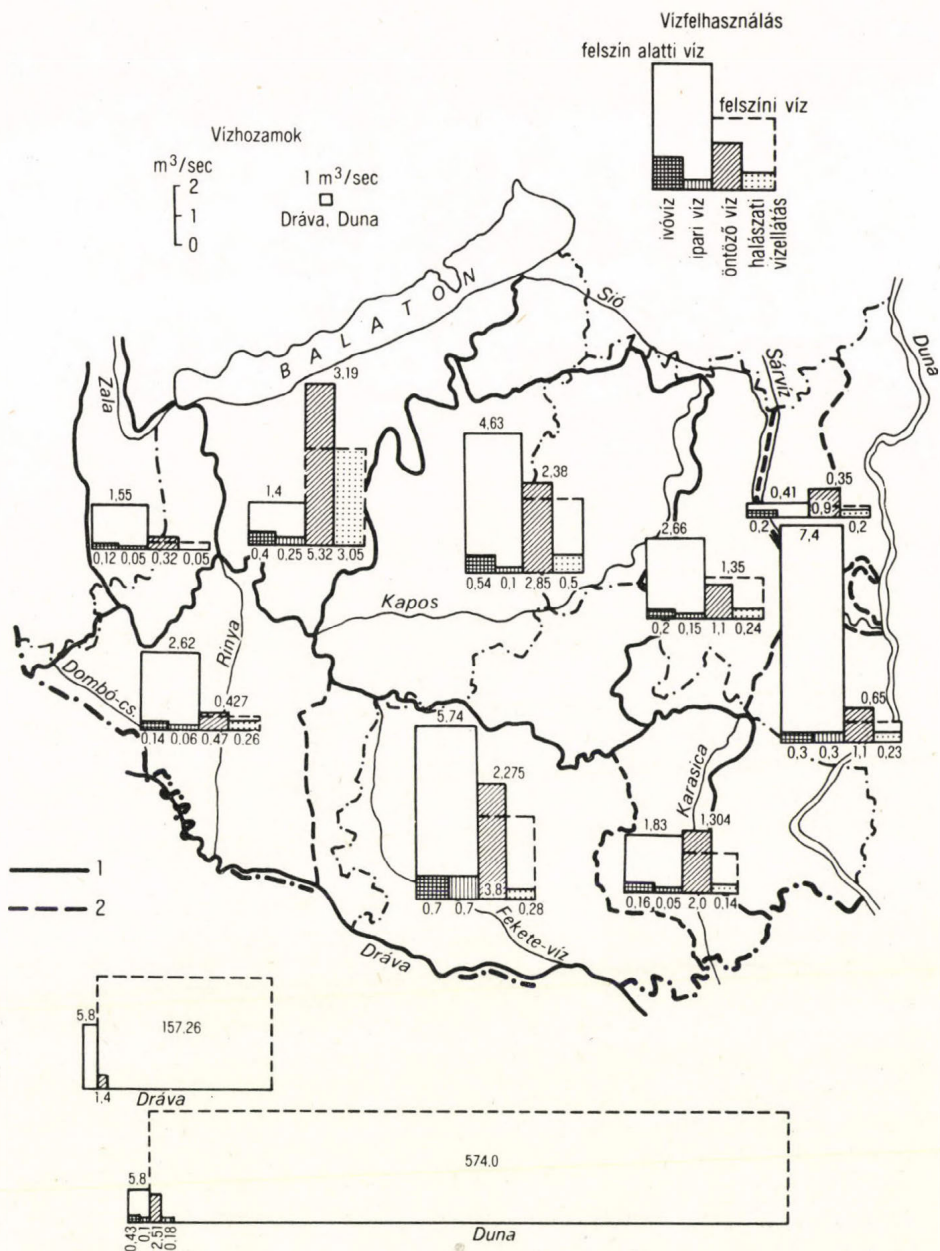 Vízfelhasználás
felszín alatti víz
felszíni víz
ivóvíz
ipari víz
öntöző víz
halászati
vízellátás
Vízhozamok
m³/sec
2
1
0
1 m³/sec
Dráva, Duna
BALATON
Sió
Sárvíz
Duna
Zala
3,19
1,4
0,4 0,25 5,32 3,05
4,63
2,38
0,54 0,1 2,85 0,5
1,55
0,12 0,05 0,32 0,05
0,35
0,41
0,9
0,2 0,2
7,4
0,65
0,3 0,3 1,1 0,23
2,66
1,35
0,2 0,15 1,1 0,24
Kapos
Rinya
Dombó-cs.
2,62
0,427
0,14 0,06 0,47 0,26
5,74
2,275
3,8
0,7 0,7 0,28
Karasica
1,83
1,304
0,16 0,05 2,0 0,14
Fekete-víz
Dráva
1
2
5.8
157.26
1.4
Dráva
5.8
574.0
0,43
0,1
2,51
0,18
Duna